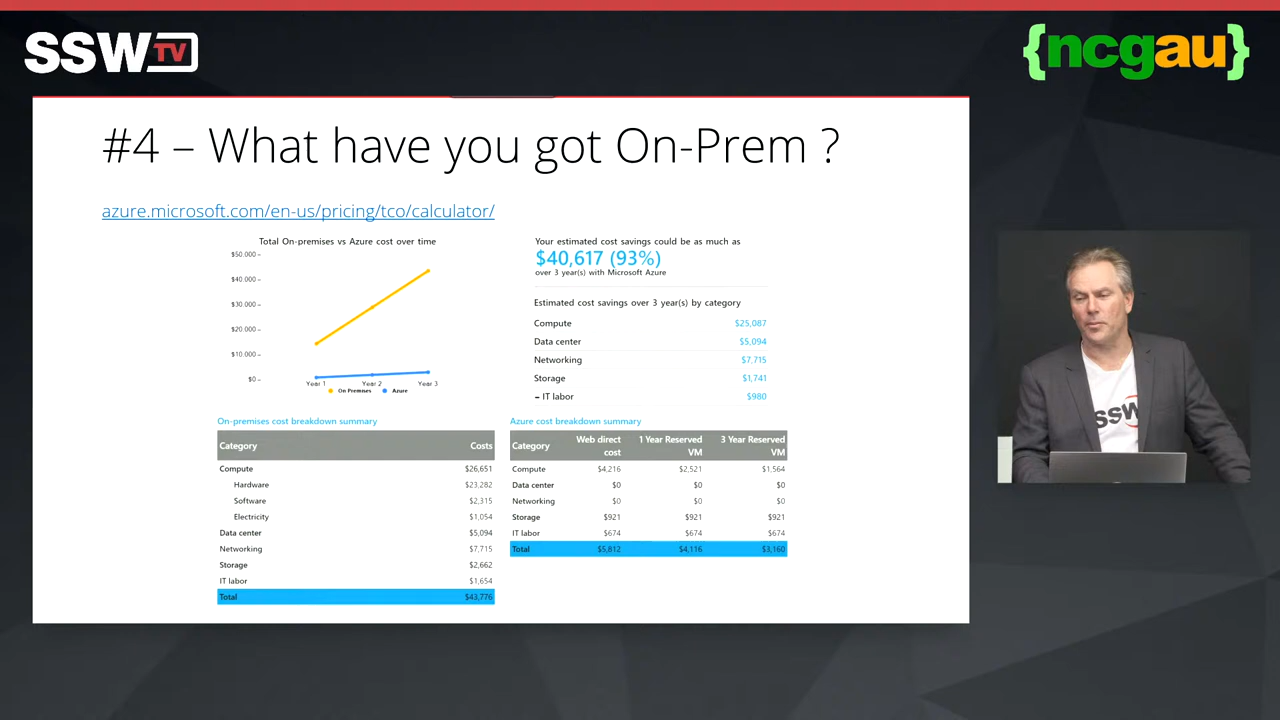 SSW TV
{ncgau}
#4 – What have you got On-Prem ?
azure.microsoft.com/en-us/pricing/tco/calculator/
Total On-premises vs Azure cost over time
$50.000
$40.000
$30.000
$20.000
$10.000
$0
Year 1 Year 2 Year 3
On Premises Azure
Your estimated cost savings could be as much as
$40,617 (93%)
over 3 year(s) with Microsoft Azure
Estimated cost savings over 3 year(s) by category
Compute $25,087
Data center $5,094
Networking $7,715
Storage $1,741
– IT labor $980
On-premises cost breakdown summary
Category Costs
Compute $26,651
Hardware $23,282
Software $2,315
Electricity $1,054
Data center $5,094
Networking $7,715
Storage $2,662
IT labor $1,654
Total $43,776
Azure cost breakdown summary
Category Web direct cost 1 Year Reserved VM 3 Year Reserved VM
Compute $4,216 $2,521 $1,564
Data center $0 $0 $0
Networking $0 $0 $0
Storage $921 $921 $921
IT labor $674 $674 $674
Total $5,812 $4,116 $3,160
SSW